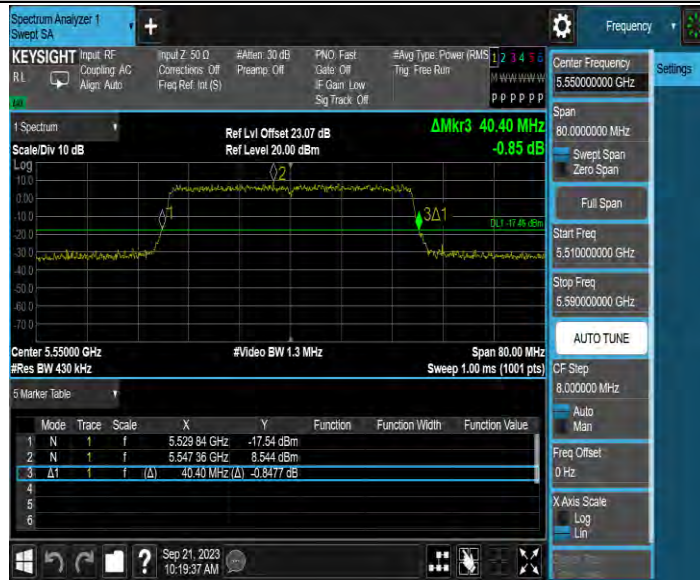 Spectrum Analyzer 1
Swept SA
+
Frequency
Settings
KEYSIGHT
RL
Input: RF
Coupling: AC
Align: Auto
Input Z: 50 Ω
Corrections: Off
Freq Ref: Int (S)
#Atten: 30 dB
Preamp: Off
PNO: Fast
Gate: Off
IF Gain: Low
Sig Track: Off
#Avg Type: Power (RMS
Trig: Free Run
1 2 3 4 5 6
M W W W W W
P P P P P P
1 Spectrum
Scale/Div 10 dB
Ref Lvl Offset 23.07 dB
Ref Level 20.00 dBm
ΔMkr3 40.40 MHz
-0.85 dB
Log
10.0
0.00
-10.0
-20.0
-30.0
-40.0
-50.0
-60.0
-70.0
1
2
3Δ1
DL1 -17.46 dBm
Center 5.55000 GHz
#Res BW 430 kHz
#Video BW 1.3 MHz
Span 80.00 MHz
Sweep 1.00 ms (1001 pts)
5 Marker Table
Mode Trace Scale X Y Function Function Width Function Value
1 N 1 f 5.529 84 GHz -17.54 dBm
2 N 1 f 5.547 36 GHz 8.544 dBm
3 Δ1 1 f (Δ) 40.40 MHz (Δ) -0.8477 dB
4
5
6
Center Frequency
5.550000000 GHz
Span
80.0000000 MHz
Swept Span
Zero Span
Full Span
Start Freq
5.510000000 GHz
Stop Freq
5.590000000 GHz
AUTO TUNE
CF Step
8.000000 MHz
Auto
Man
Freq Offset
0 Hz
X Axis Scale
Log
Lin
?
Sep 21, 2023
10:19:37 AM